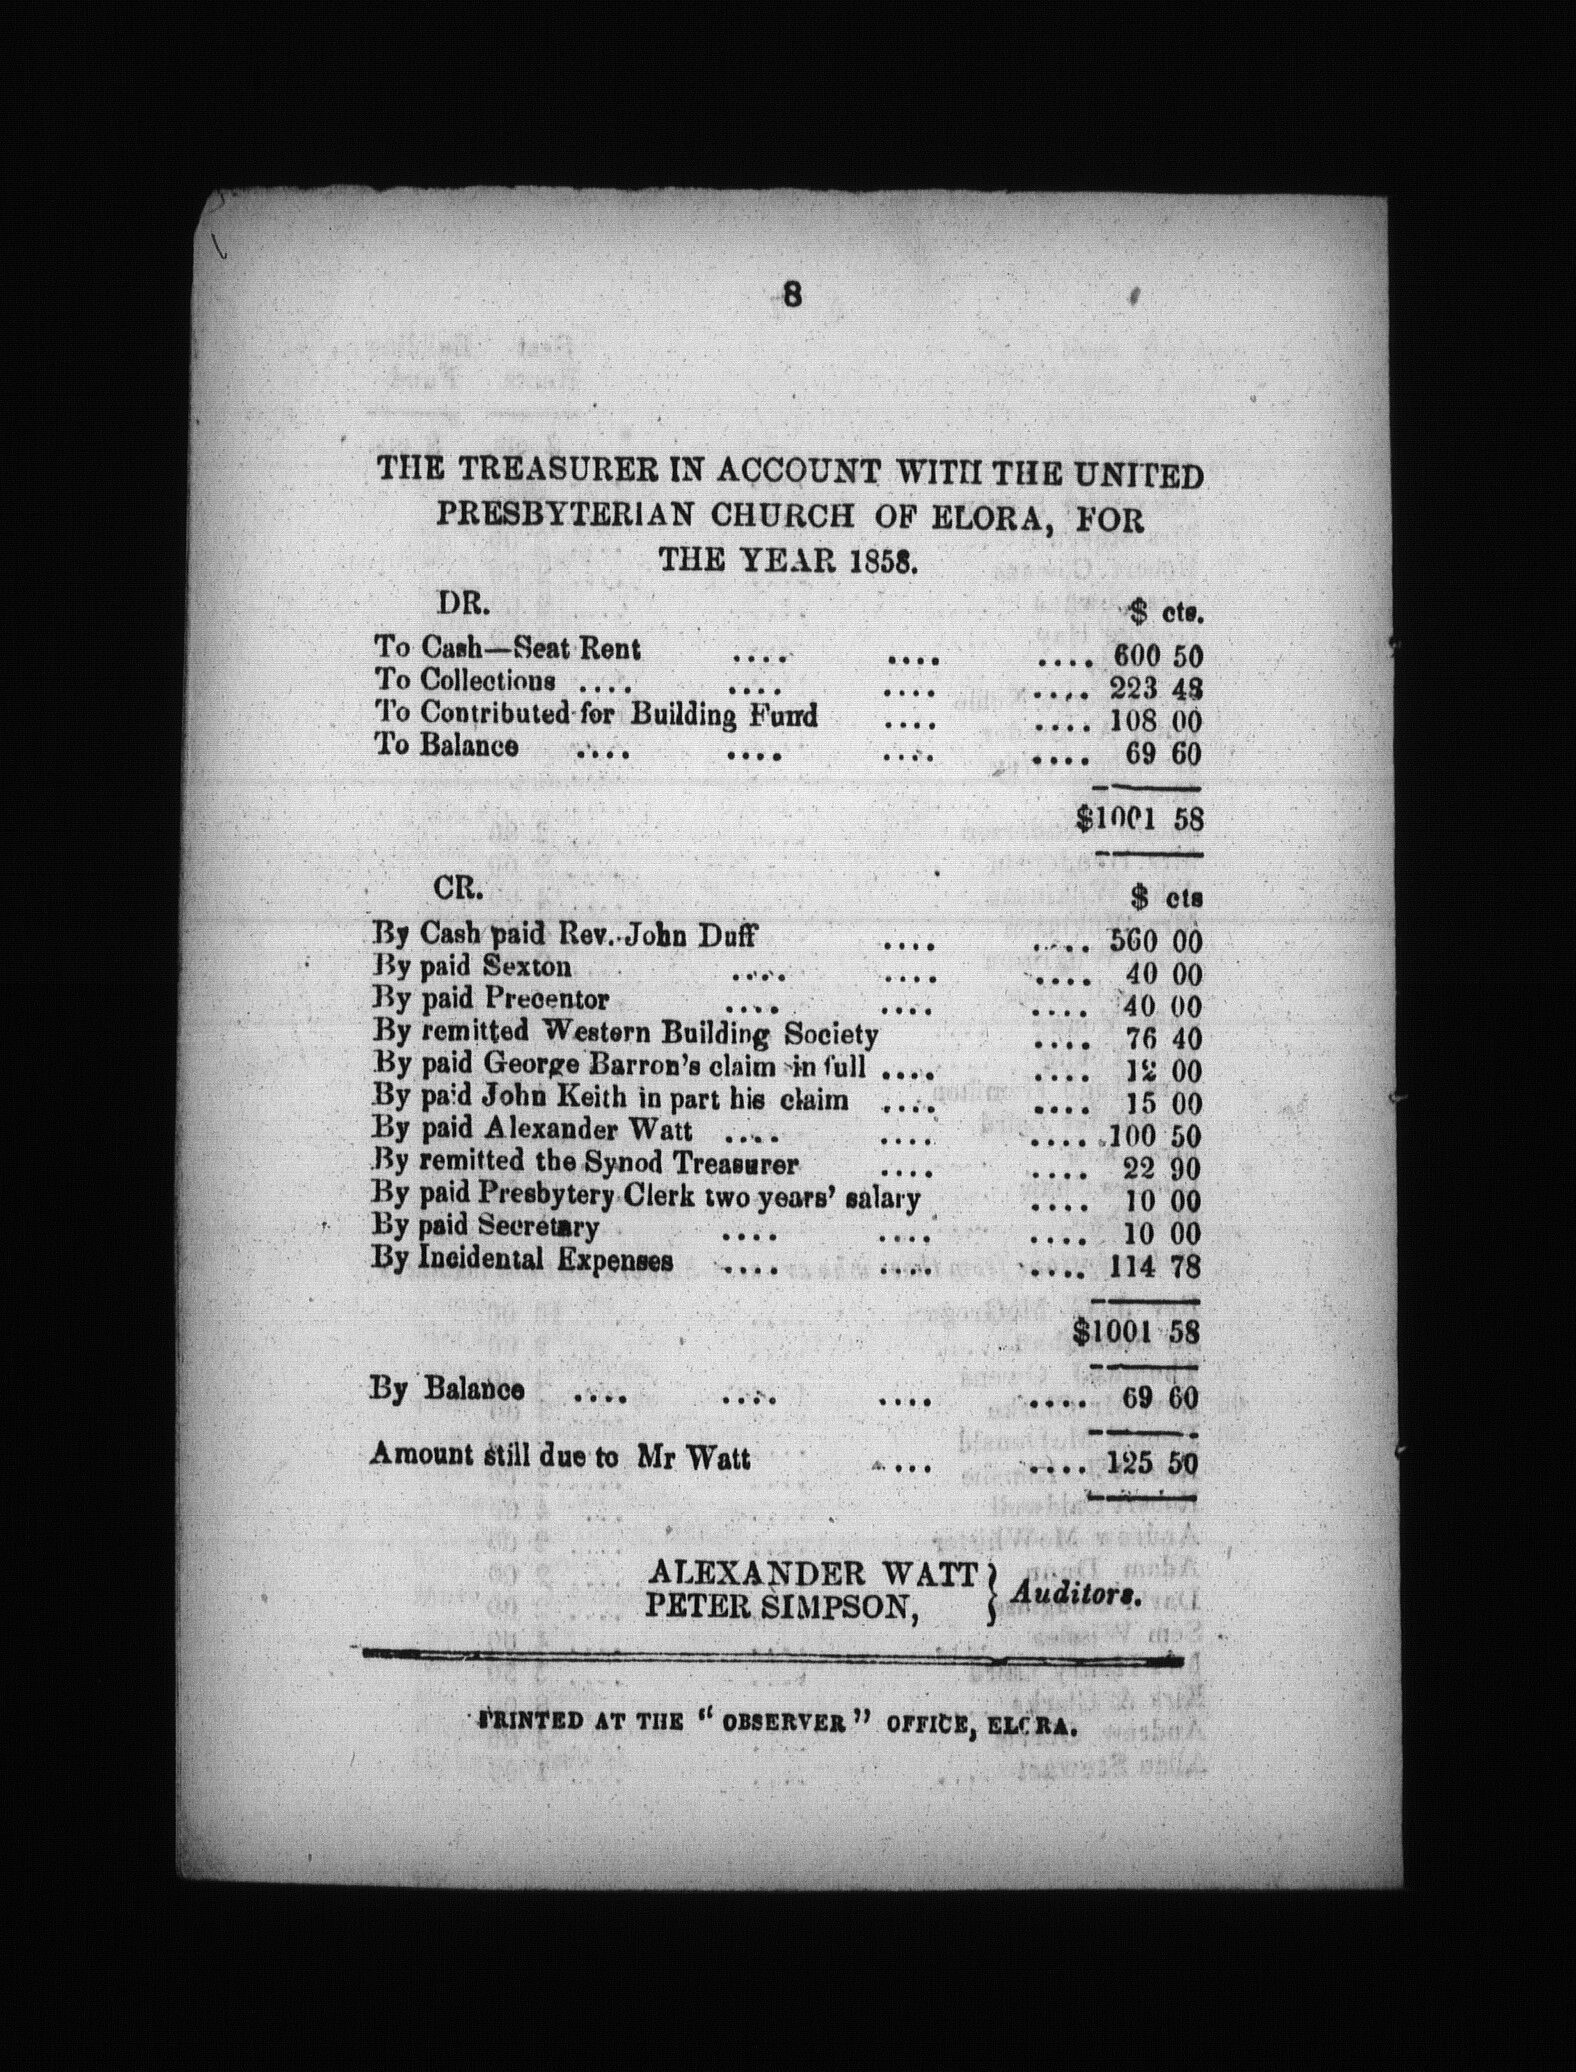 8
THE TREASURER IN ACCOUNT WITH THE UNITED
PRESBYTERIAN CHURCH OF ELORA, FOR
THE YEAR 1858.
DR. $ cts.
To Cash—Seat Rent .... .... .... 600 50
To Collections .... .... .... .... 223 48
To Contributed for Building Fund .... .... 108 00
To Balance .... .... .... .... 69 60
$1001 58
CR. $ cts
By Cash paid Rev. John Duff .... .... 560 00
By paid Sexton .... .... .... 40 00
By paid Precentor .... .... .... 40 00
By remitted Western Building Society .... 76 40
By paid George Barron's claim in full .... .... 12 00
By paid John Keith in part his claim .... .... 15 00
By paid Alexander Watt .... .... .... 100 50
By remitted the Synod Treasurer .... .... 22 90
By paid Presbytery Clerk two years' salary .... 10 00
By paid Secretary .... .... .... 10 00
By Incidental Expenses .... .... .... 114 78
$1001 58
By Balance .... .... .... .... 69 60
Amount still due to Mr Watt .... .... 125 50
ALEXANDER WATT } Auditors.
PETER SIMPSON,
PRINTED AT THE "OBSERVER" OFFICE, ELORA.